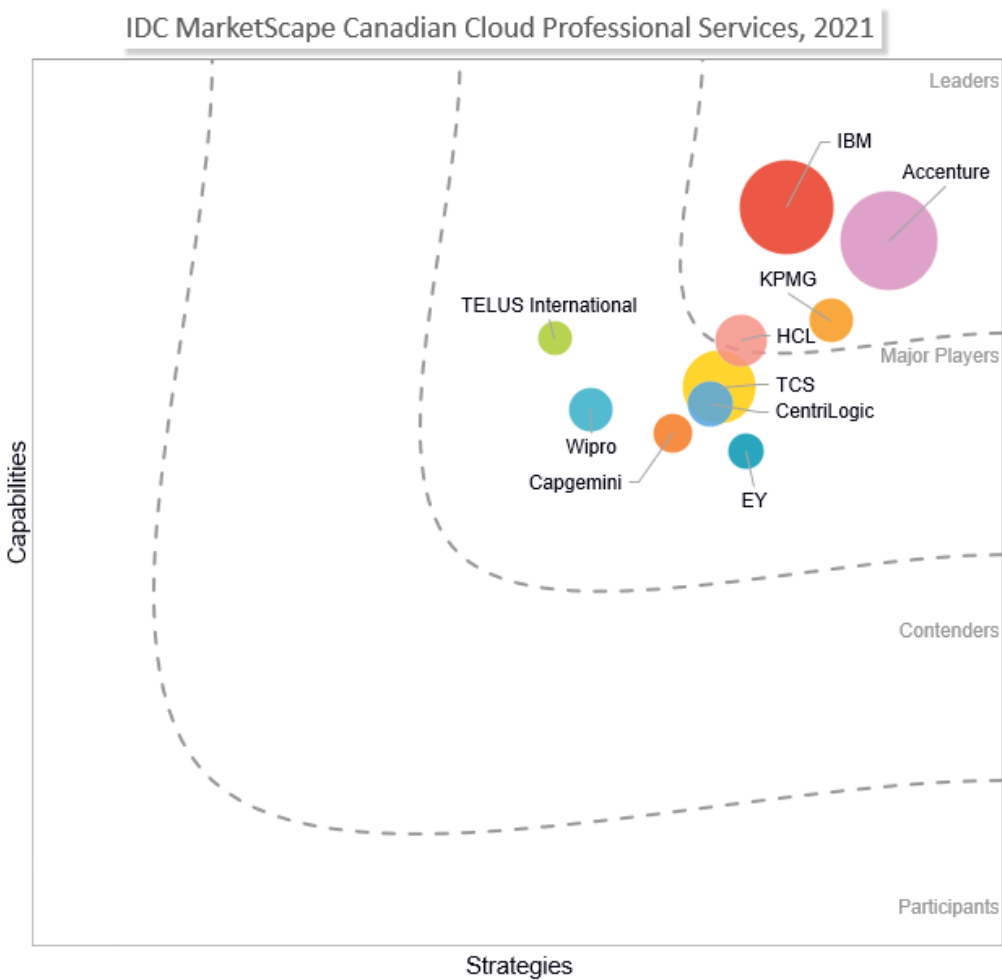 IDC MarketScape Canadian Cloud Professional Services, 2021
Leaders
IBM
Accenture
KPMG
TELUS International
HCL
Major Players
TCS
CentriLogic
Wipro
Capgemini
EY
Capabilities
Contenders
Participants
Strategies